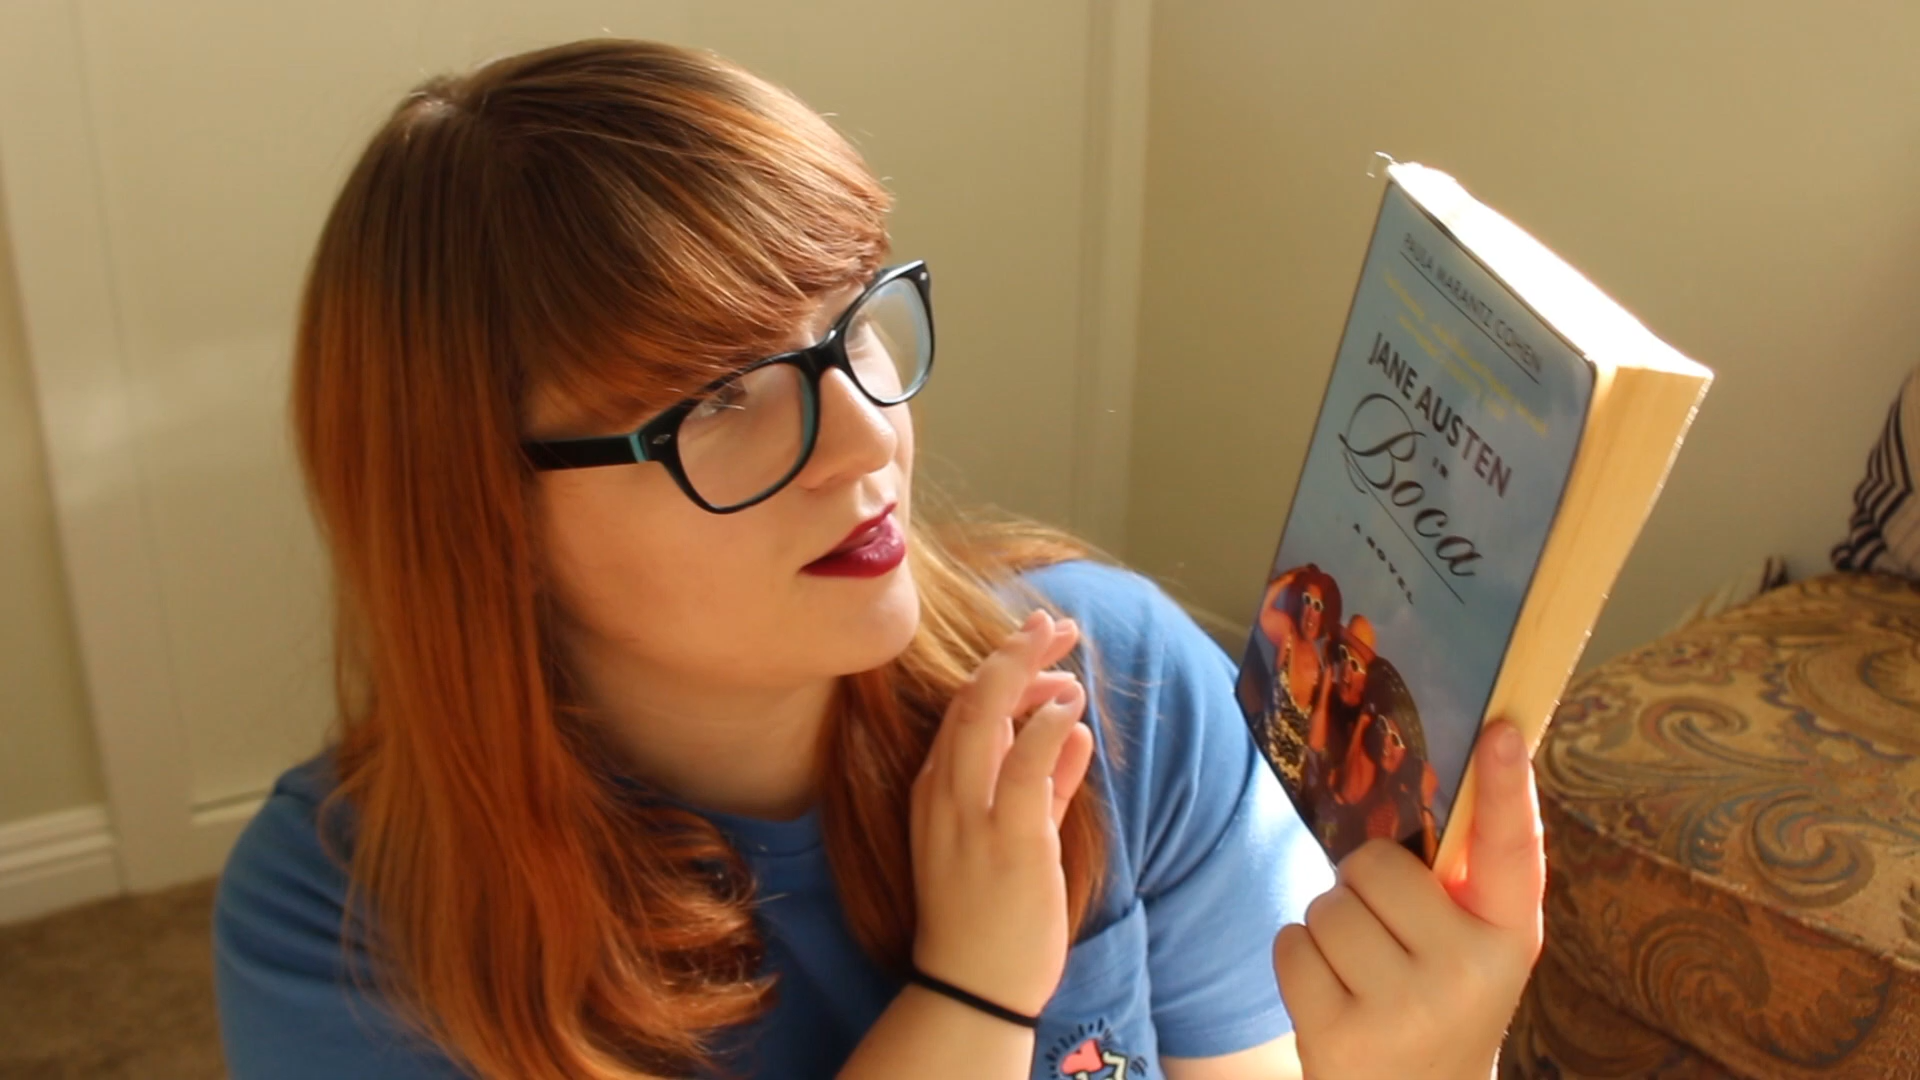 PAULA MARANTZ COHEN
JANE AUSTEN
IN
Boca
A NOVEL